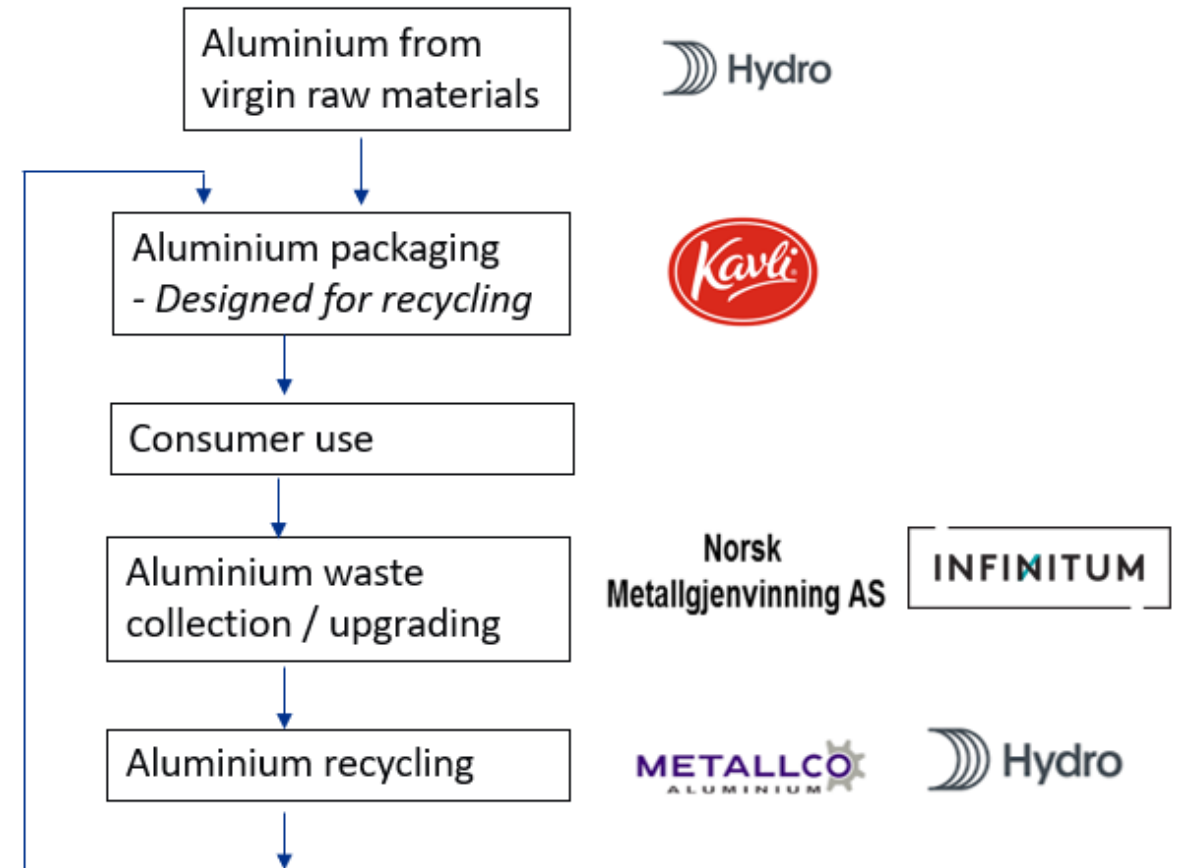 Aluminium from
virgin raw materials
Hydro
Aluminium packaging
- Designed for recycling
Kavli
Consumer use
Aluminium waste
collection / upgrading
Norsk
Metallgjenvinning AS
INFINITUM
Aluminium recycling
METALLCO
ALUMINIUM
Hydro